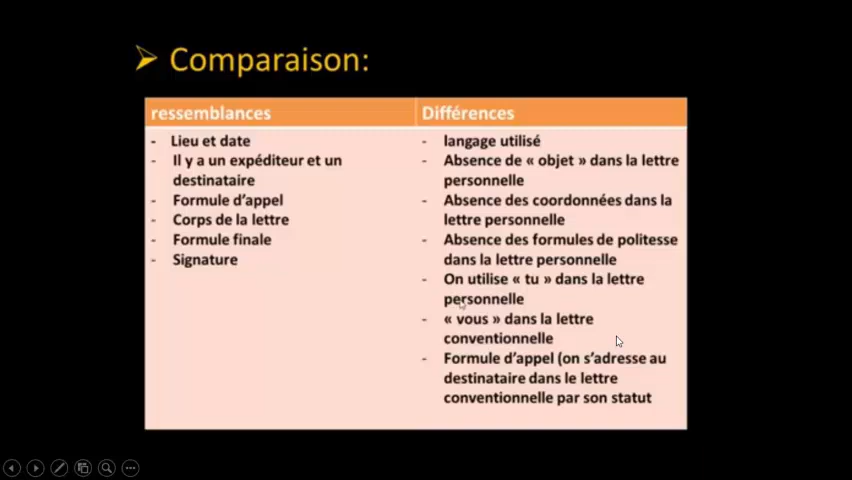 ➢ Comparaison:
ressemblances
- Lieu et date
- Il y a un expéditeur et un
destinataire
- Formule d'appel
- Corps de la lettre
- Formule finale
- Signature
Différences
- langage utilisé
- Absence de « objet » dans la lettre
personnelle
- Absence des coordonnées dans la
lettre personnelle
- Absence des formules de politesse
dans la lettre personnelle
- On utilise « tu » dans la lettre
personnelle
- « vous » dans la lettre
conventionnelle
- Formule d'appel (on s'adresse au
destinataire dans le lettre
conventionnelle par son statut